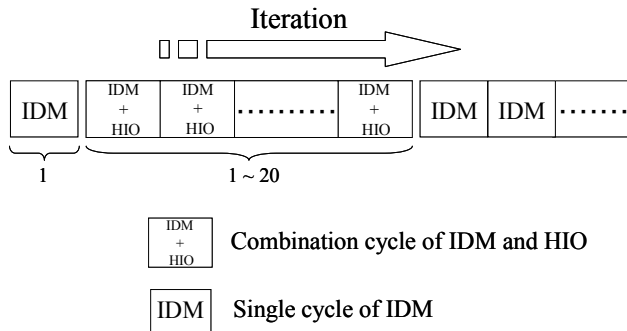 Iteration
IDM
IDM
+
HIO
IDM
+
HIO
..........
IDM
+
HIO
IDM
IDM
.......
1
1 ~ 20
IDM
+
HIO
Combination cycle of IDM and HIO
IDM
Single cycle of IDM